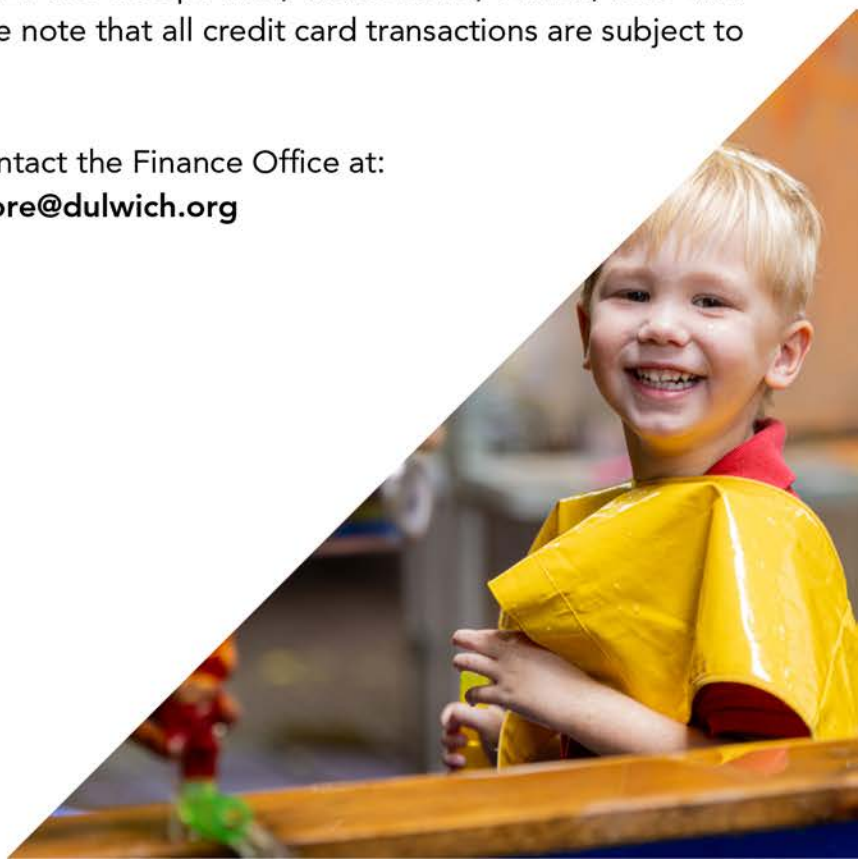 e note that all credit card transactions are subject to
ntact the Finance Office at:
ore@dulwich.org